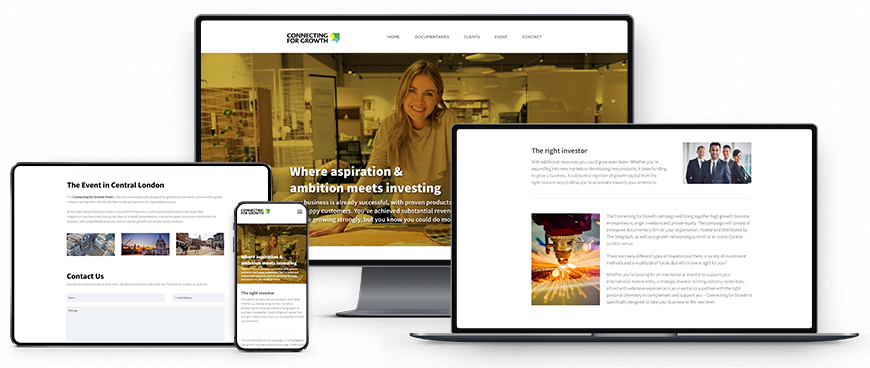 CONNECTING
FOR GROWTH
HOME DOCUMENTARIES CLIENTS EVENT CONTACT
Where aspiration &
ambition meets investing
business is already successful, with proven products
ppy customers. You've achieved substantial reven
growing strongly, but you know you could do mo
The right investor
With additional resources you could grow even faster. Whether you're
expanding into new markets or developing new products, it takes funding
to grow a business. A substantial injection of growth capital from the
right investor would allow you to accelerate towards your ambitions.
The Connecting for Growth campaign will bring together high growth business
entrepreneurs, angel investors and private equity. The campaign will consist of
a bespoke documentary film on your organisation, hosted and distributed by
The Telegraph, as well as a growth networking summit at an iconic Central
London venue.
There are many different types of investors out there, a variety of investment
methods and a multitude of funds. But which one is right for you?
Whether you're looking for an international investor to support your
international market entry, a strategic investor to bring industry credentials,
a fund with extensive experience in your sector, or a partner with the right
personal chemistry to complement and support you – Connecting for Growth is
specifically designed to take your business to the next level.
The Event in Central London
Contact Us
Name
E-mail Address
Message
CONNECTING
FOR GROWTH
Where aspiration &
ambition meets investing
The right investor